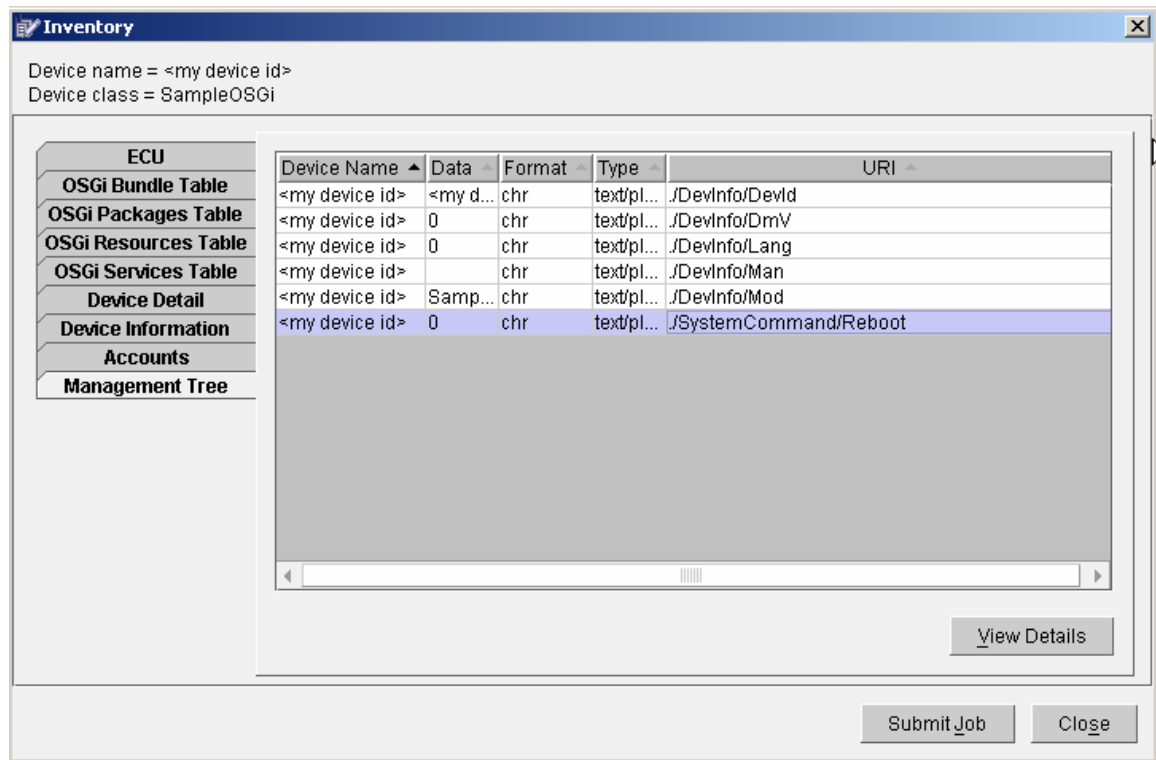 Inventory
Device name = <my device id>
Device class = SampleOSGi
ECU
OSGi Bundle Table
OSGi Packages Table
OSGi Resources Table
OSGi Services Table
Device Detail
Device Information
Accounts
Management Tree
Device Name Data Format Type URI
<my device id> <my d... chr text/pl... ./DevInfo/DevId
<my device id> 0 chr text/pl... ./DevInfo/DmV
<my device id> 0 chr text/pl... ./DevInfo/Lang
<my device id> chr text/pl... ./DevInfo/Man
<my device id> Samp... chr text/pl... ./DevInfo/Mod
<my device id> 0 chr text/pl... ./SystemCommand/Reboot
View Details
Submit Job Close